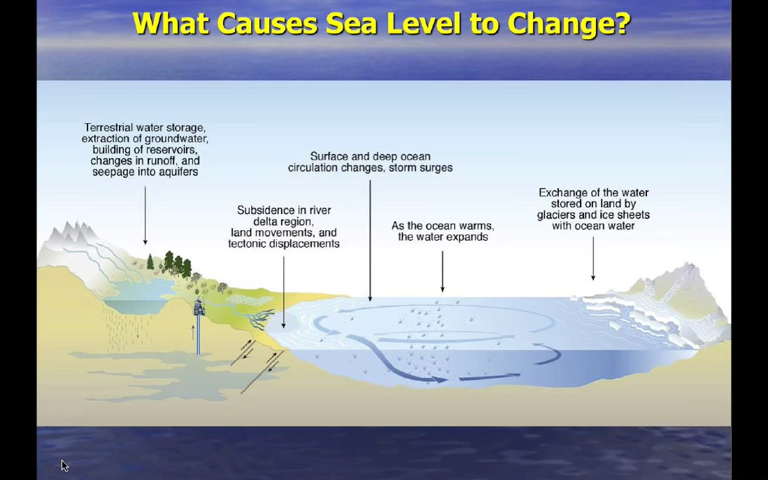 What Causes Sea Level to Change?
Terrestrial water storage,
extraction of groundwater,
building of reservoirs,
changes in runoff, and
seepage into aquifers
Surface and deep ocean
circulation changes, storm surges
Subsidence in river
delta region,
land movements, and
tectonic displacements
As the ocean warms,
the water expands
Exchange of the water
stored on land by
glaciers and ice sheets
with ocean water